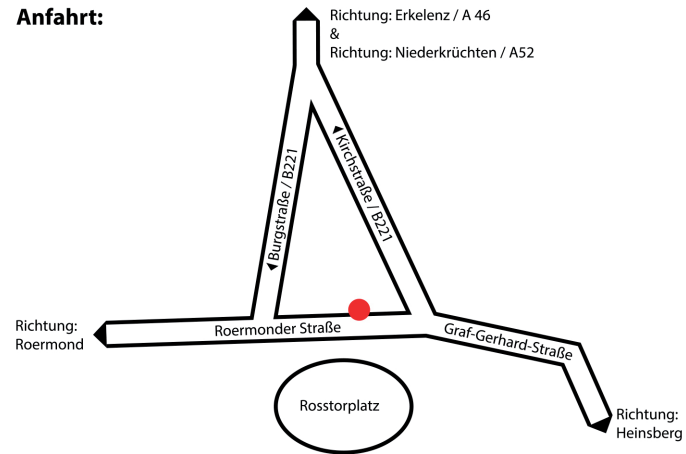 Anfahrt:
Richtung: Erkelenz / A 46
&
Richtung: Niederkrüchten / A52
Kirchstraße / B221
Burgstraße / B221
Richtung:
Roermond
Roermonder Straße
Graf-Gerhard-Straße
Rosstorplatz
Richtung:
Heinsberg